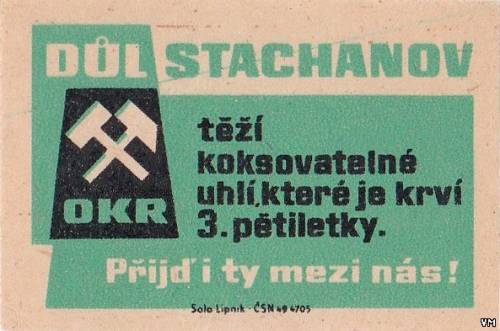 DŮL STACHANOV
OKR
těží
koksovatelné
uhlí, které je krví
3. pětiletky.
Přijď i ty mezi nás!
Solo Lipník - ČSN 49 4705
VM